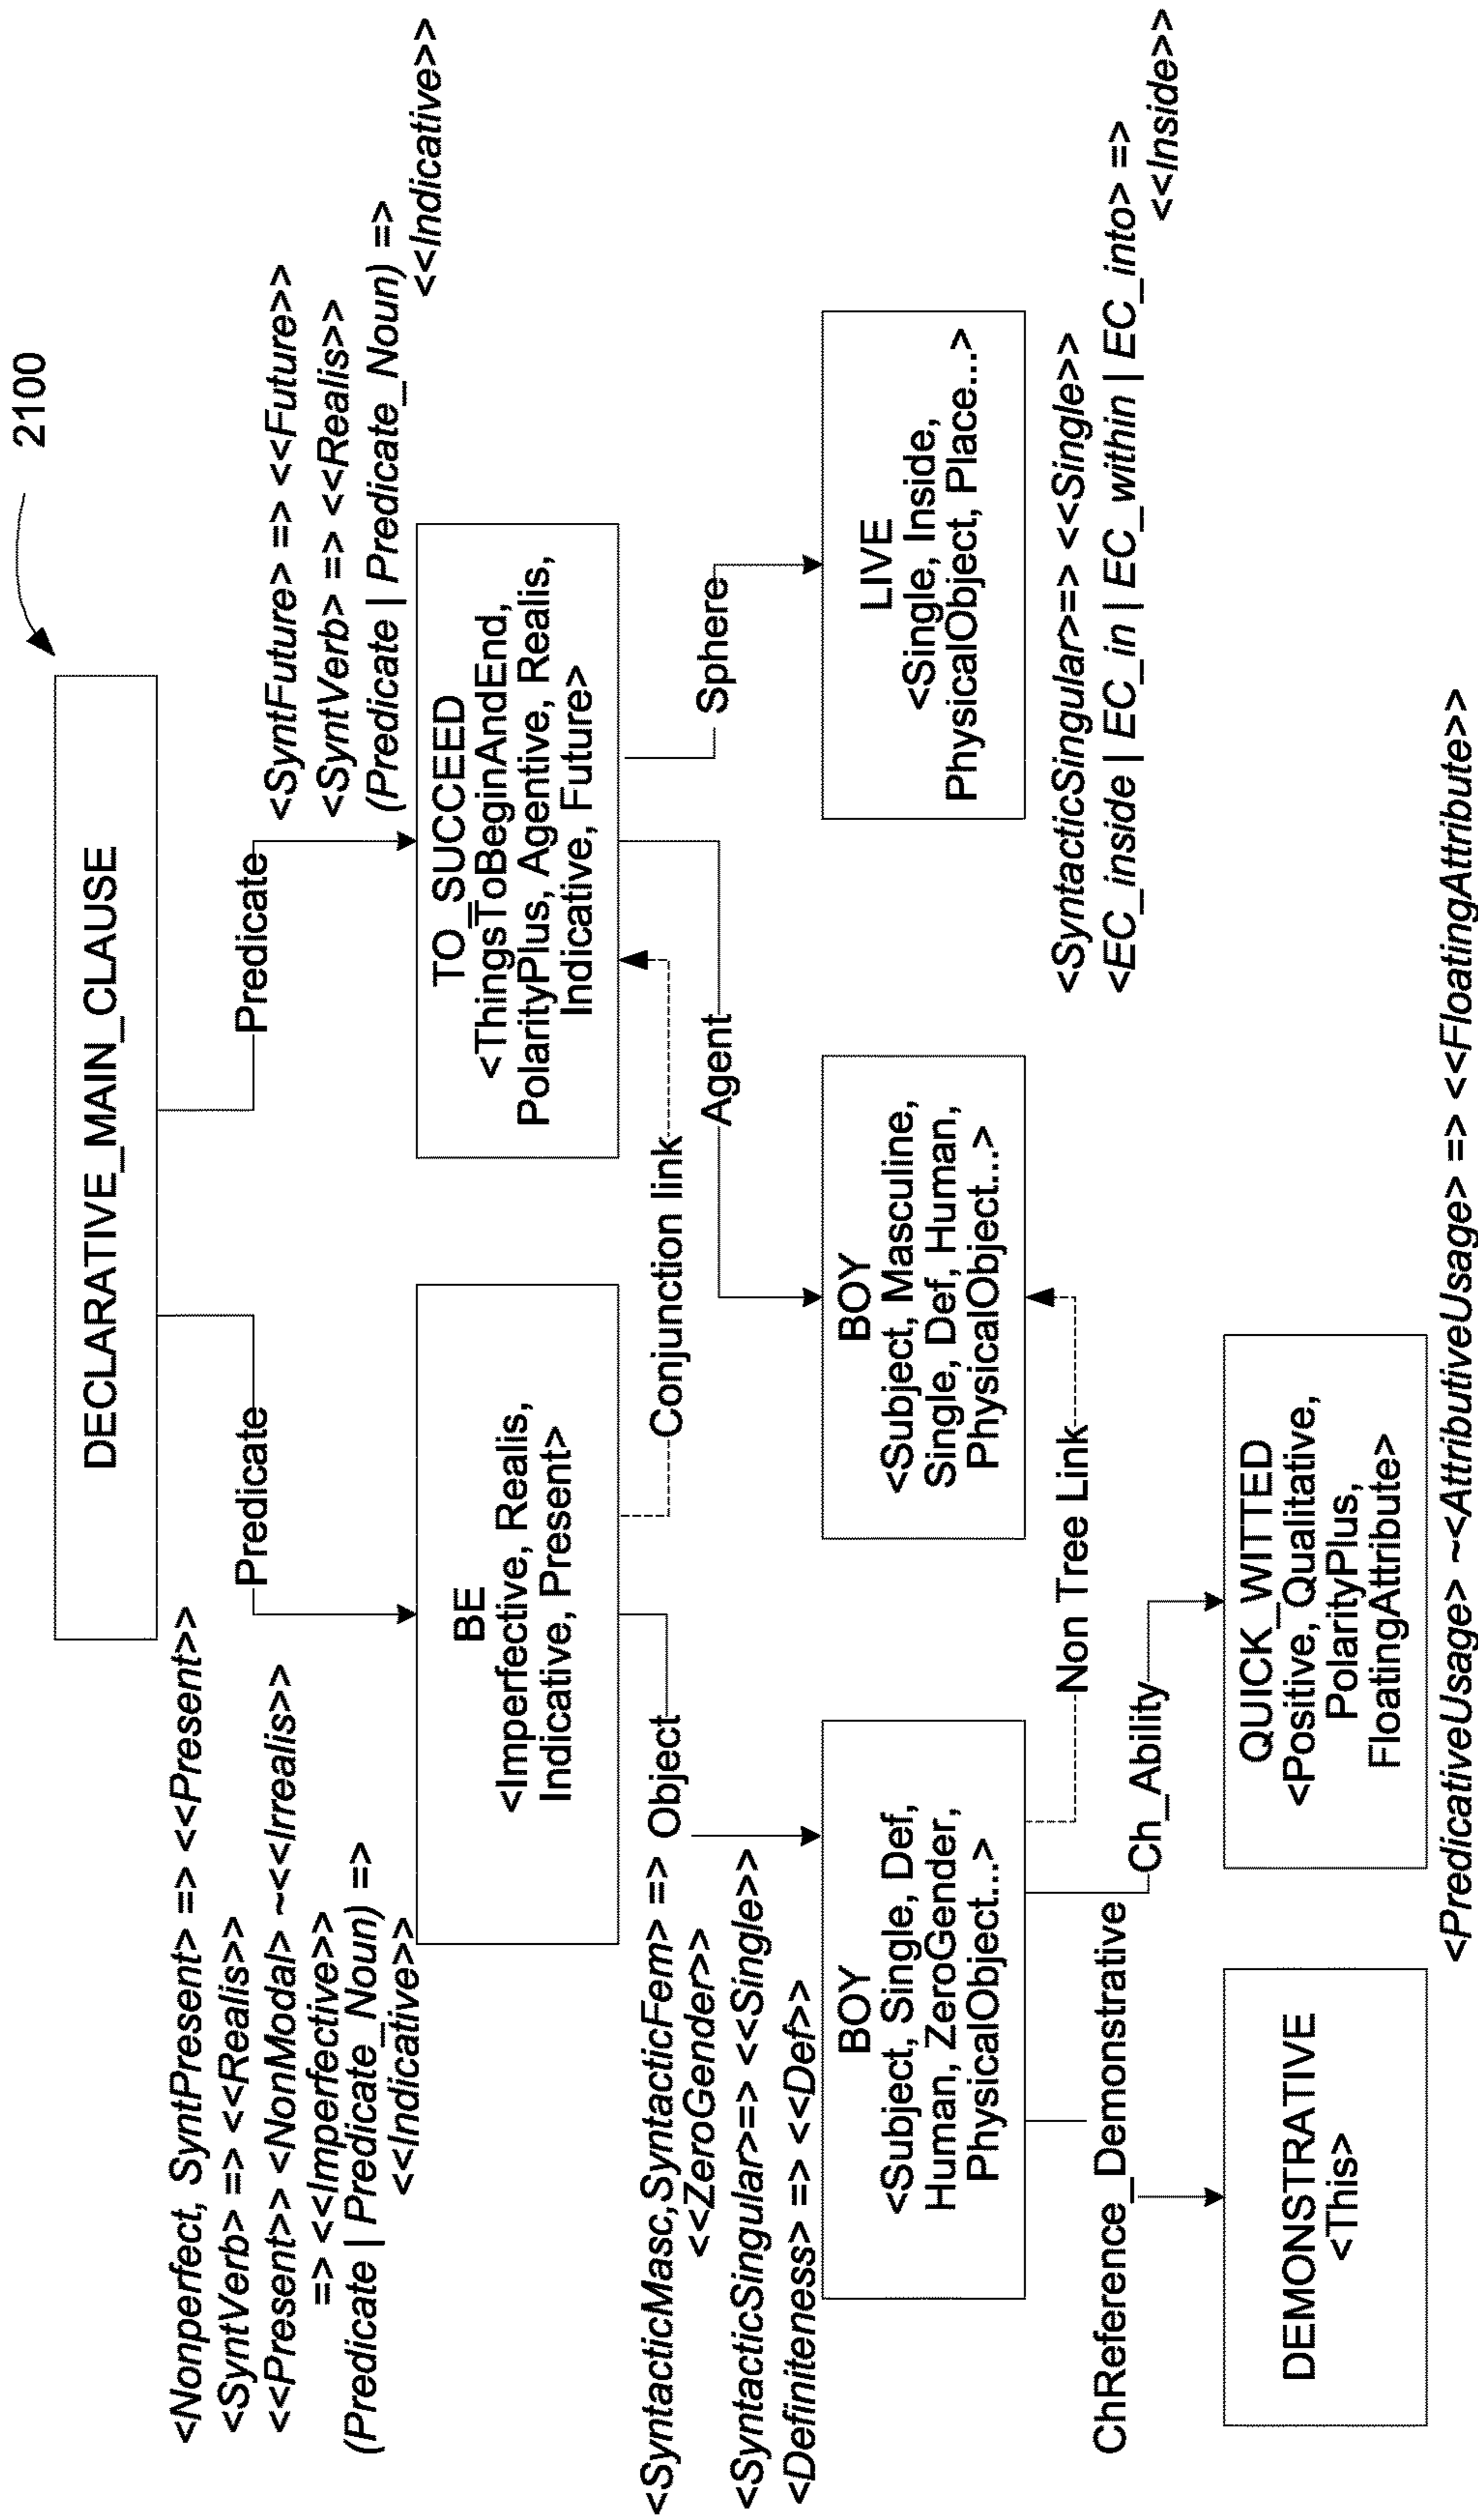 2100
DECLARATIVE_MAIN_CLAUSE
<Nonperfect, SyntPresent> => <<Present>>
<SyntVerb> => <<Realis>>
<<Present>> <NonModal> ~<<Irrealis>>
=> <<Imperfective>>
(Predicate | Predicate_Noun) =>
<<Indicative>>
Predicate
Predicate
<SyntFuture> => <<Future>>
<SyntVerb> => <<Realis>>
(Predicate | Predicate_Noun) =>
<<Indicative>>
BE
<Imperfective, Realis,
Indicative, Present>
TO_SUCCEED
<ThingsToBeginAndEnd,
PolarityPlus, Agentive, Realis,
Indicative, Future>
Conjunction link
<SyntacticMasc,SyntacticFem> =>
<<ZeroGender>>
<SyntacticSingular>=> <<Single>>
<Definiteness> => <<Def>>
Object
Agent
Sphere
BOY
<Subject, Single, Def,
Human, ZeroGender,
PhysicalObject...>
BOY
<Subject, Masculine,
Single, Def, Human,
PhysicalObject...>
LIVE
<Single, Inside,
PhysicalObject, Place...>
<SyntacticSingular>=> <<Single>>
<EC_inside | EC_in | EC_within | EC_into> =>
<<Inside>>
Non Tree Link
ChReference_Demonstrative
Ch_Ability
DEMONSTRATIVE
<This>
QUICK_WITTED
<Positive, Qualitative,
PolarityPlus,
FloatingAttribute>
<PredicativeUsage> ~<AttributiveUsage> => <<FloatingAttribute>>